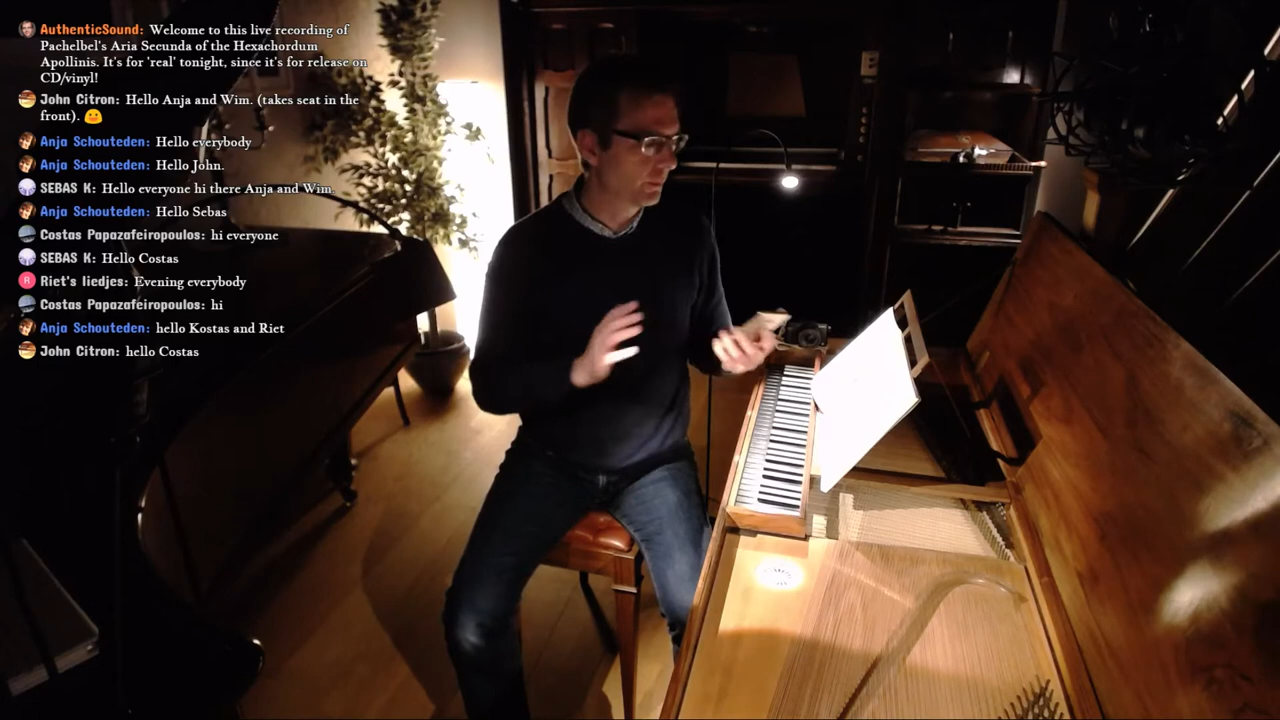 AuthenticSound: Welcome to this live recording of
Pachelbel's Aria Secunda of the Hexachordum
Apollinis. It's for 'real' tonight, since it's for release on
CD/vinyl!
John Citron: Hello Anja and Wim. (takes seat in the
front). 🙂
Anja Schouteden: Hello everybody
Anja Schouteden: Hello John.
SEBAS K: Hello everyone hi there Anja and Wim.
Anja Schouteden: Hello Sebas
Costas Papazafeiropoulos: hi everyone
SEBAS K: Hello Costas
R Riet's liedjes: Evening everybody
Costas Papazafeiropoulos: hi
Anja Schouteden: hello Kostas and Riet
John Citron: hello Costas